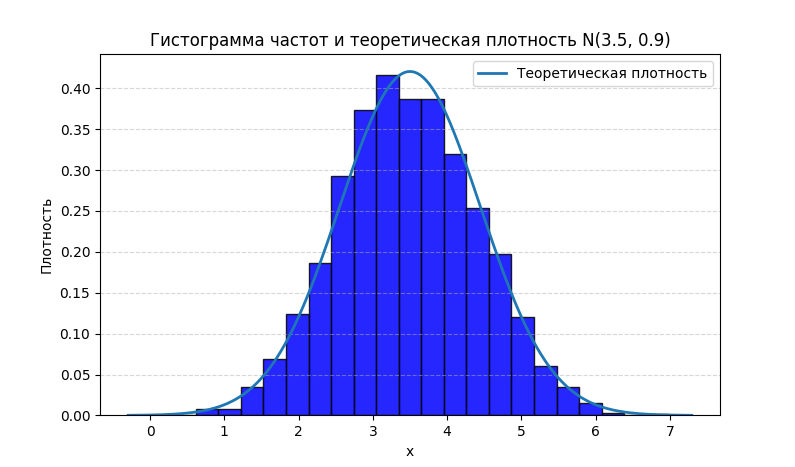 Гистограмма частот и теоретическая плотность N(3.5, 0.9)
Теоретическая плотность
Плотность
0.40
0.35
0.30
0.25
0.20
0.15
0.10
0.05
0.00
0 1 2 3 4 5 6 7
x